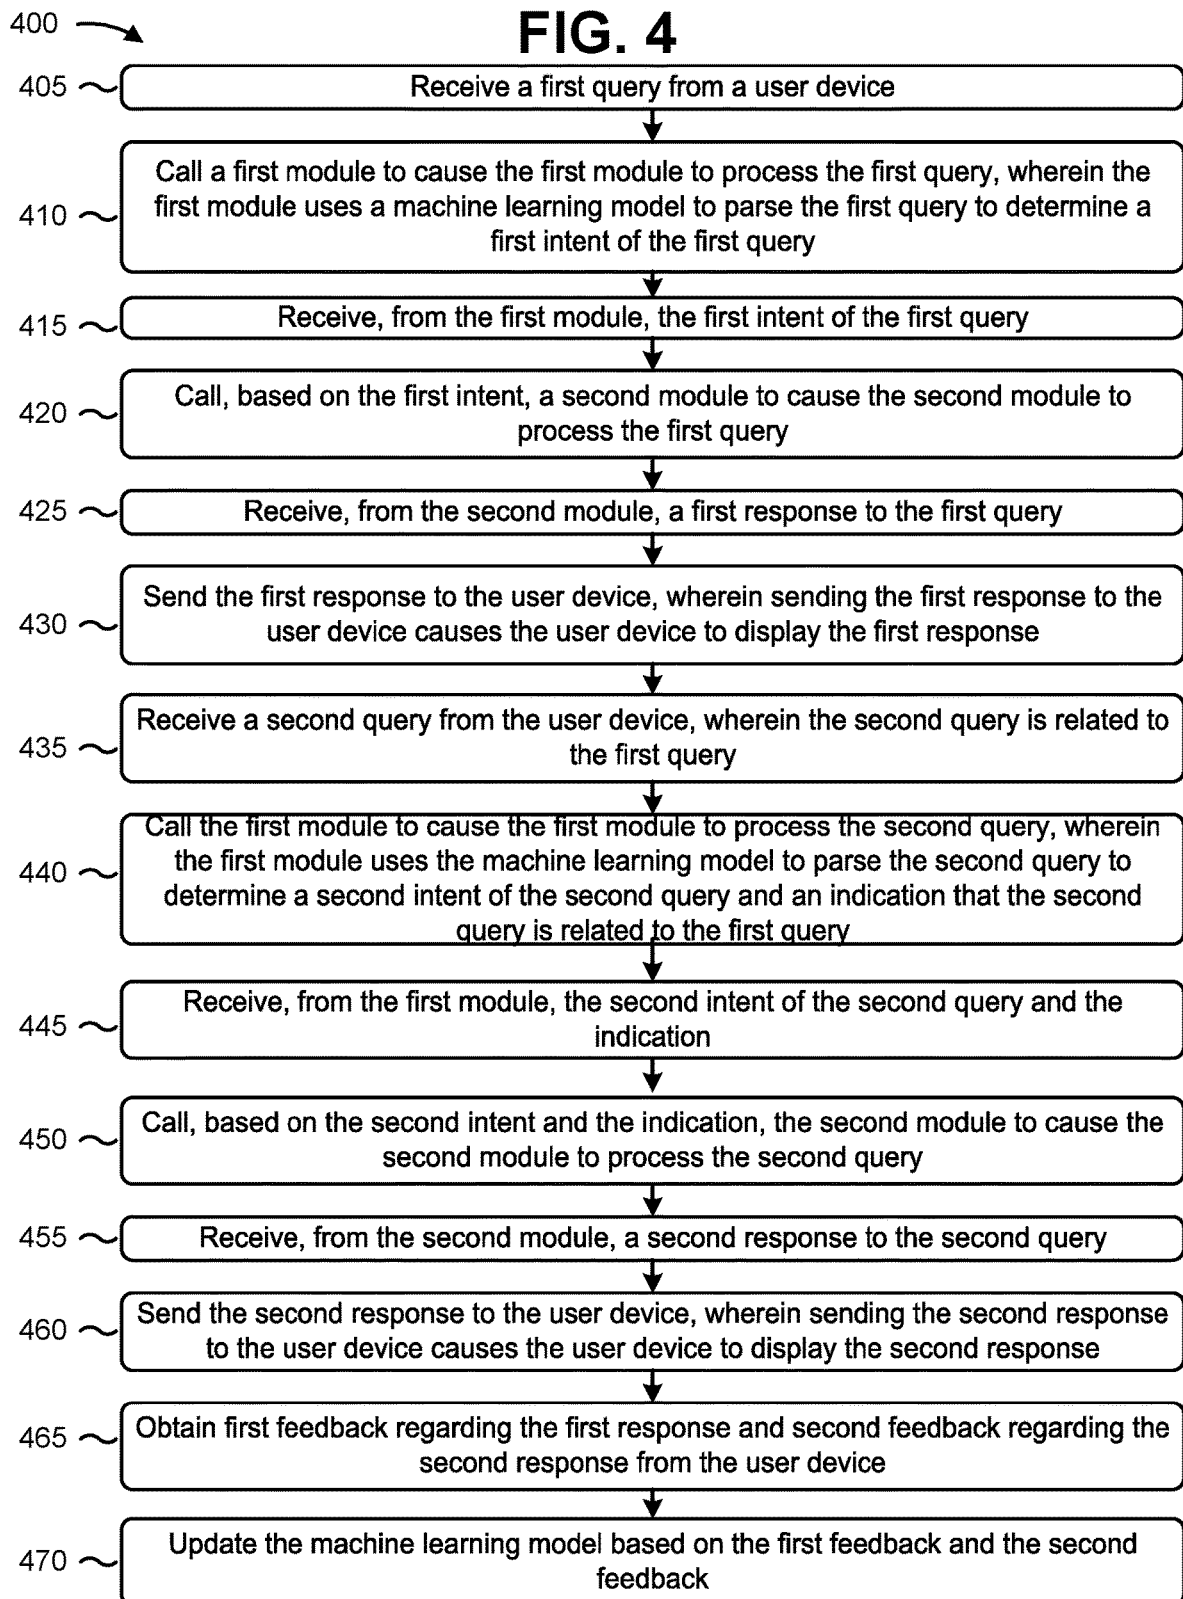 400
FIG. 4
405
Receive a first query from a user device
410
Call a first module to cause the first module to process the first query, wherein the
first module uses a machine learning model to parse the first query to determine a
first intent of the first query
415
Receive, from the first module, the first intent of the first query
420
Call, based on the first intent, a second module to cause the second module to
process the first query
425
Receive, from the second module, a first response to the first query
430
Send the first response to the user device, wherein sending the first response to the
user device causes the user device to display the first response
435
Receive a second query from the user device, wherein the second query is related to
the first query
440
Call the first module to cause the first module to process the second query, wherein
the first module uses the machine learning model to parse the second query to
determine a second intent of the second query and an indication that the second
query is related to the first query
445
Receive, from the first module, the second intent of the second query and the
indication
450
Call, based on the second intent and the indication, the second module to cause the
second module to process the second query
455
Receive, from the second module, a second response to the second query
460
Send the second response to the user device, wherein sending the second response
to the user device causes the user device to display the second response
465
Obtain first feedback regarding the first response and second feedback regarding the
second response from the user device
470
Update the machine learning model based on the first feedback and the second
feedback